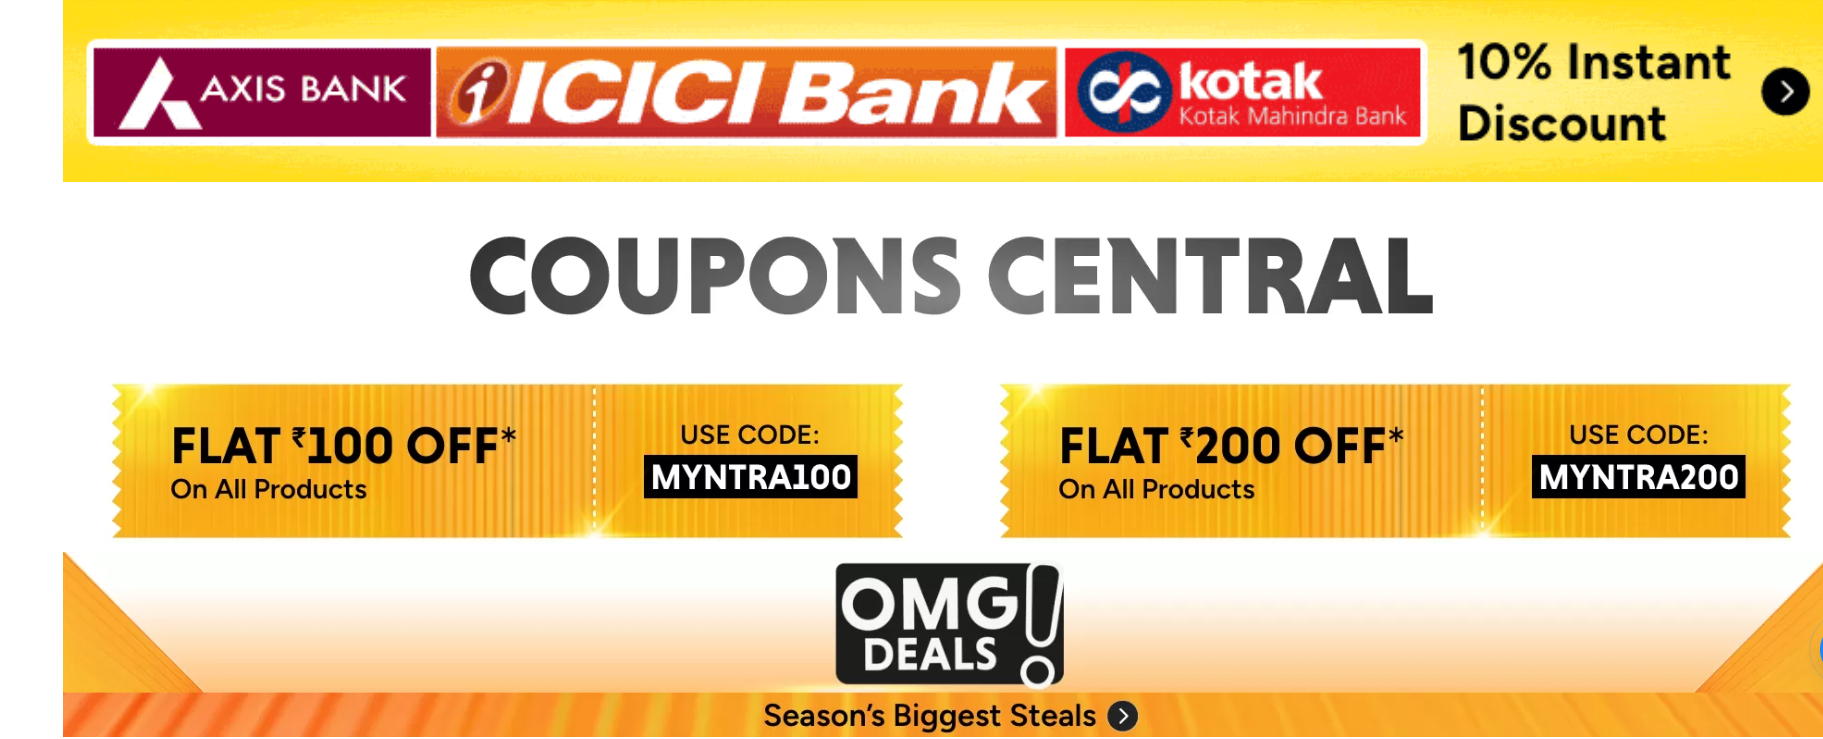 AXIS BANK
ICICI Bank
kotak
Kotak Mahindra Bank
10% Instant
Discount
COUPONS CENTRAL
FLAT ₹100 OFF*
On All Products
USE CODE:
MYNTRA100
FLAT ₹200 OFF*
On All Products
USE CODE:
MYNTRA200
OMG!
DEALS
Season's Biggest Steals